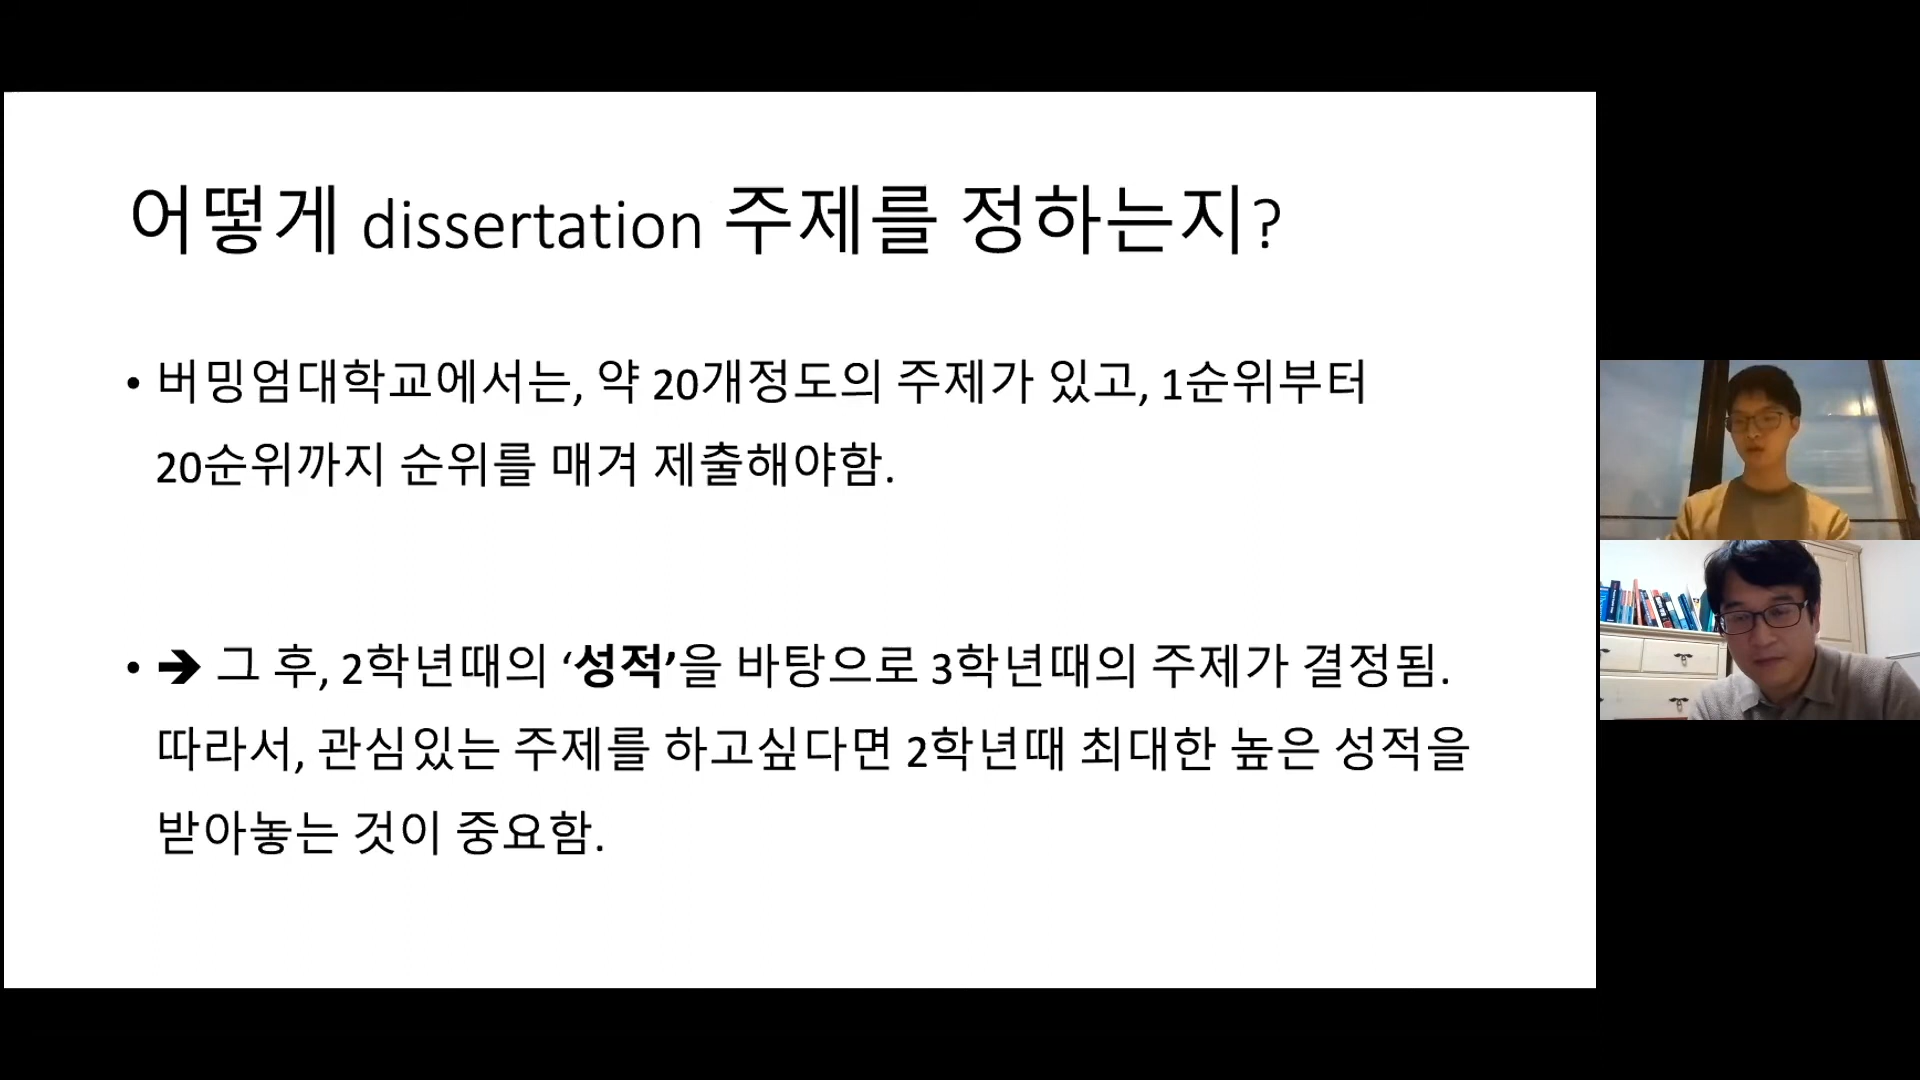 어떻게 dissertation 주제를 정하는지?
• 버밍엄대학교에서는, 약 20개정도의 주제가 있고, 1순위부터
20순위까지 순위를 매겨 제출해야함.
• ➔ 그 후, 2학년때의 ‘성적’을 바탕으로 3학년때의 주제가 결정됨.
따라서, 관심있는 주제를 하고싶다면 2학년때 최대한 높은 성적을
받아놓는 것이 중요함.